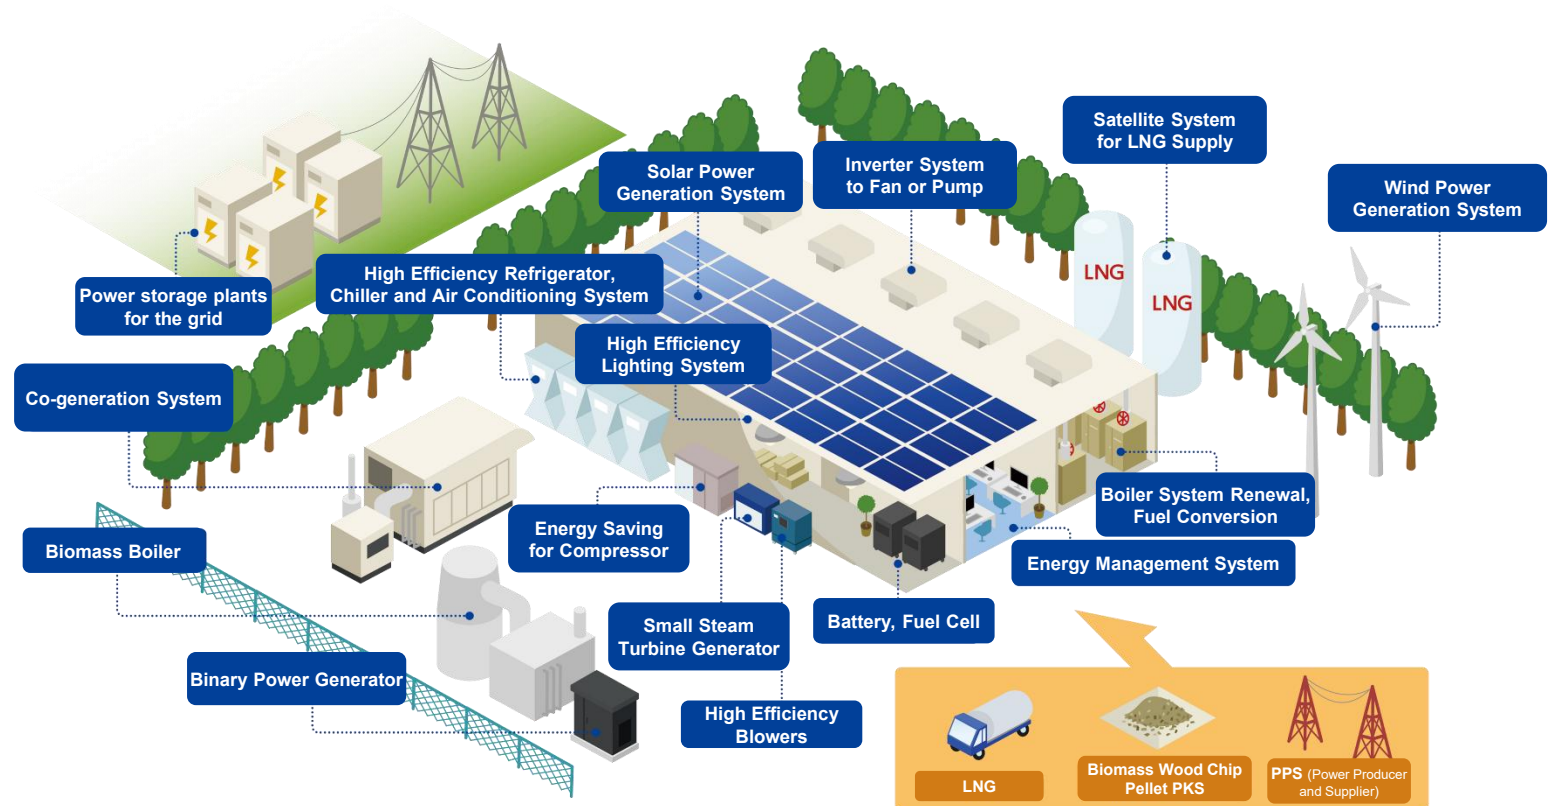 Satellite System
for LNG Supply
Solar Power
Generation System
Inverter System
to Fan or Pump
Wind Power
Generation System
Power storage plants
for the grid
High Efficiency Refrigerator,
Chiller and Air Conditioning System
LNG
LNG
High Efficiency
Lighting System
Co-generation System
Energy Saving
for Compressor
Boiler System Renewal,
Fuel Conversion
Biomass Boiler
Energy Management System
Small Steam
Turbine Generator
Battery, Fuel Cell
Binary Power Generator
High Efficiency
Blowers
LNG
Biomass Wood Chip
Pellet PKS
PPS (Power Producer
and Supplier)